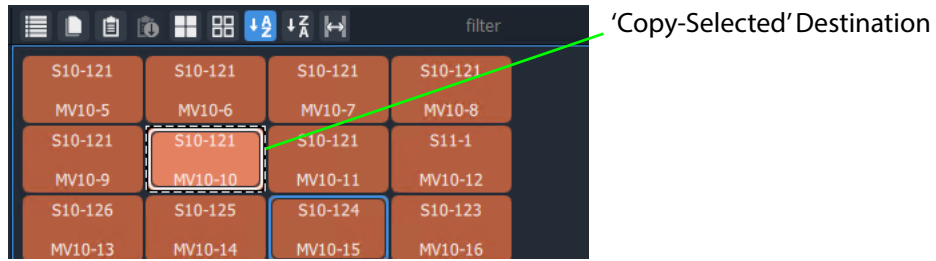 A Z Z A filter
'Copy-Selected' Destination
S10-121 S10-121 S10-121 S10-121
MV10-5 MV10-6 MV10-7 MV10-8
S10-121 S10-121 S10-121 S11-1
MV10-9 MV10-10 MV10-11 MV10-12
S10-126 S10-125 S10-124 S10-123
MV10-13 MV10-14 MV10-15 MV10-16